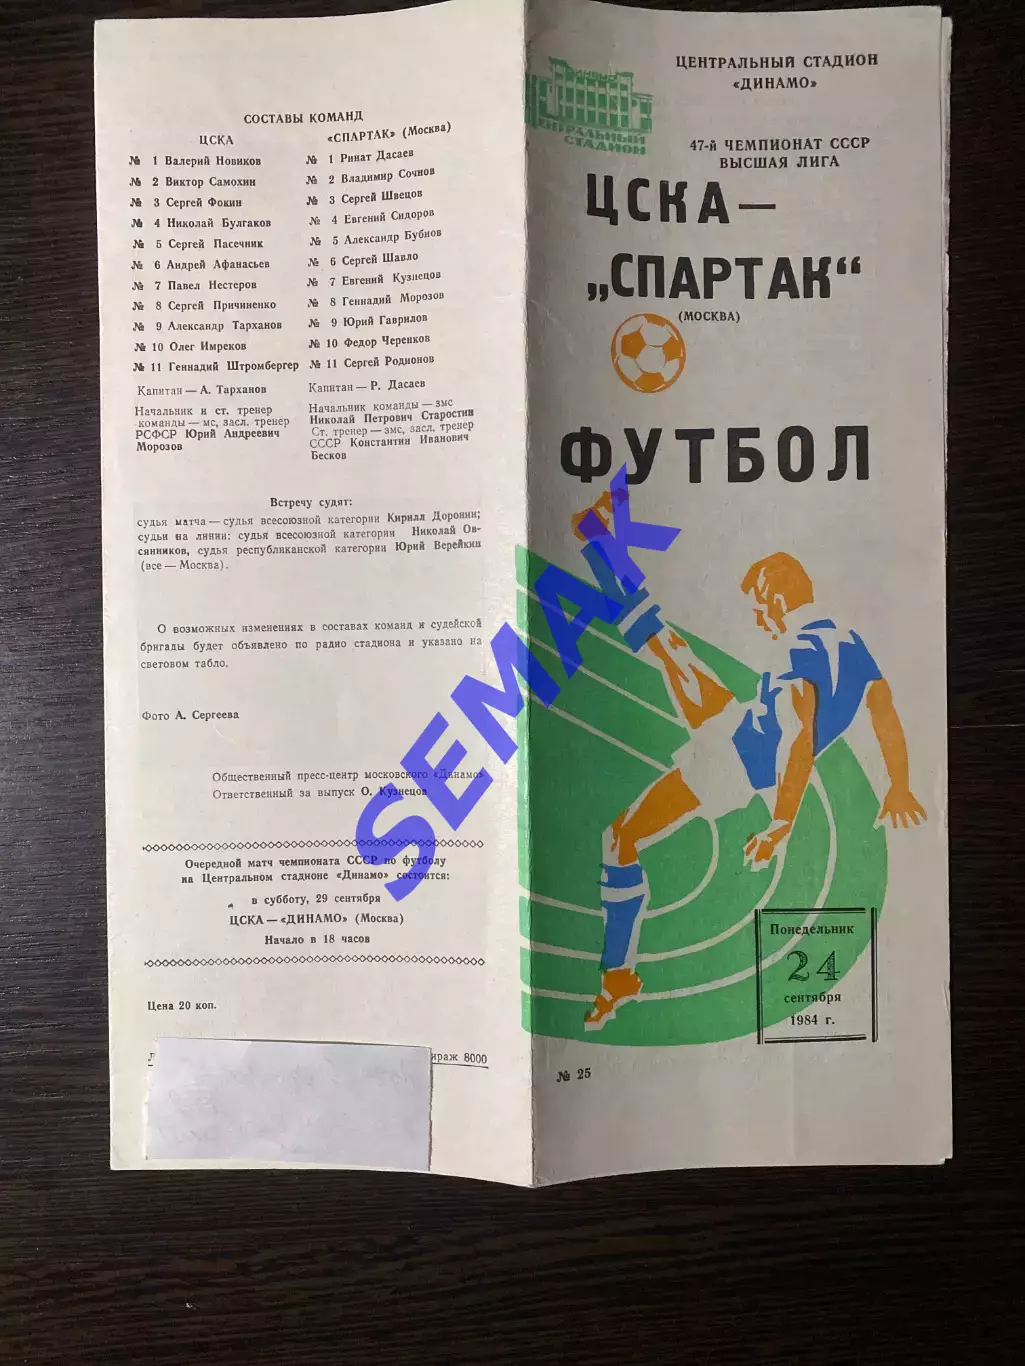 СОСТАВЫ КОМАНД
ЦСКА
№ 1 Валерий Новиков
№ 2 Виктор Самохин
№ 3 Сергей Фокин
№ 4 Николай Булгаков
№ 5 Сергей Пасечник
№ 6 Андрей Афанасьев
№ 7 Павел Нестеров
№ 8 Сергей Причиненко
№ 9 Александр Тарханов
№ 10 Олег Имреков
№ 11 Геннадий Штромбергер
Капитан — А. Тарханов
Начальник и ст. тренер
команды — мс, засл. тренер
РСФСР Юрий Андреевич
Морозов
«СПАРТАК» (Москва)
№ 1 Ринат Дасаев
№ 2 Владимир Сочнов
№ 3 Сергей Швецов
№ 4 Евгений Сидоров
№ 5 Александр Бубнов
№ 6 Сергей Шавло
№ 7 Евгений Кузнецов
№ 8 Геннадий Морозов
№ 9 Юрий Гаврилов
№ 10 Федор Черенков
№ 11 Сергей Родионов
Капитан — Р. Дасаев
Начальник команды — змс
Николай Петрович Старостин
Ст. тренер — змс, засл. тренер
СССР Константин Иванович
Бесков
Встречу судят:
судья матча — судья всесоюзной категории Кирилл Доронин;
судьи на линии: судья всесоюзной категории Николай Ов-
сянников, судья республиканской категории Юрий Верейкин
(все — Москва).
О возможных изменениях в составах команд и судейской
бригады будет объявлено по радио стадиона и указано на
световом табло.
Фото А. Сергеева
Общественный пресс-центр московского «Динамо»
Ответственный за выпуск О. Кузнецов
Очередной матч чемпионата СССР по футболу
на Центральном стадионе «Динамо» состоится:
в субботу, 29 сентября
ЦСКА — «ДИНАМО» (Москва)
Начало в 18 часов
Цена 20 коп.
ираж 8000
ЦЕНТРАЛЬНЫЙ СТАДИОН
«ДИНАМО»
ЦЕНТРАЛЬНЫЙ
СТАДИОН
47-й ЧЕМПИОНАТ СССР
ВЫСШАЯ ЛИГА
ЦСКА —
„СПАРТАК“
(МОСКВА)
ФУТБОЛ
Понедельник
24
сентября
1984 г.
№ 25
SEMAK